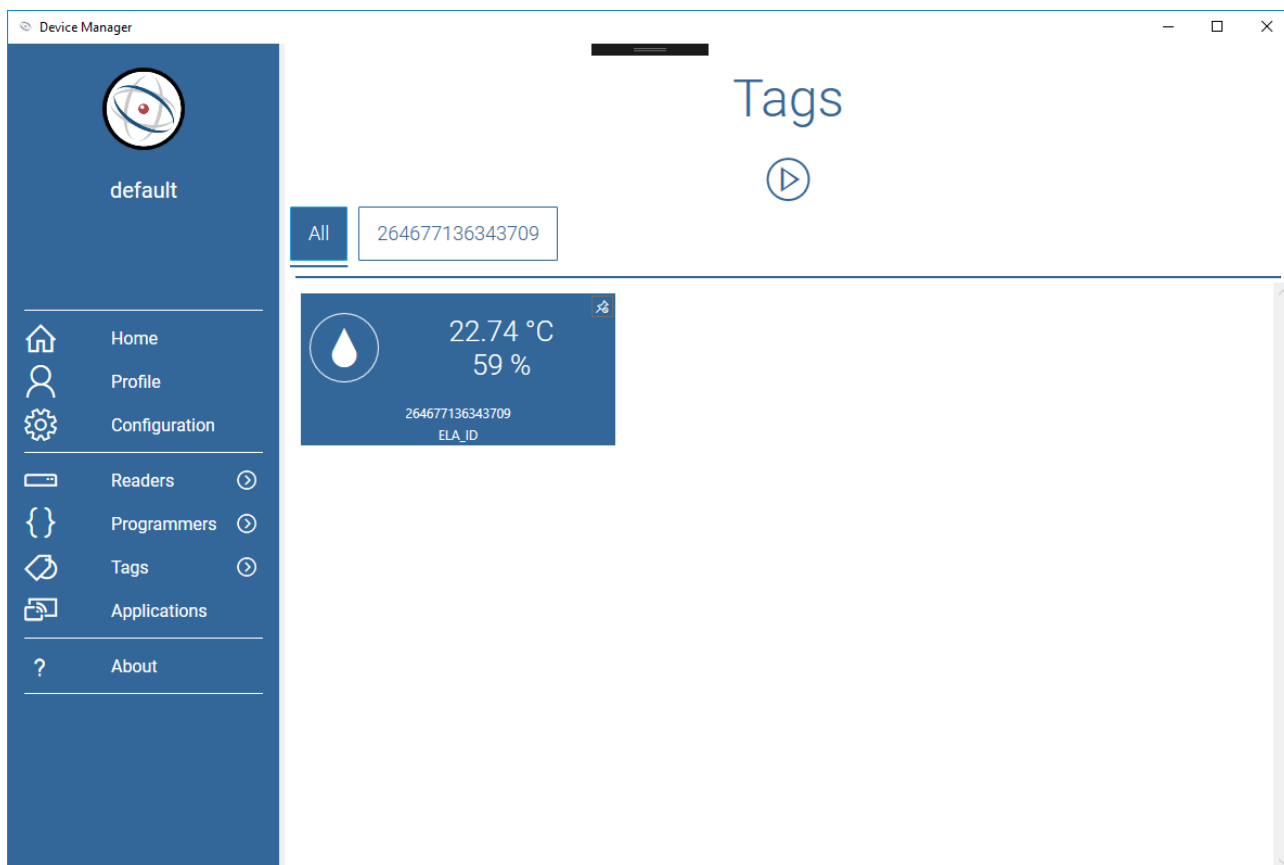 Device Manager
default
Home
Profile
Configuration
Readers
Programmers
Tags
Applications
?
About
Tags
All
264677136343709
22.74 °C
59 %
264677136343709
ELA_ID